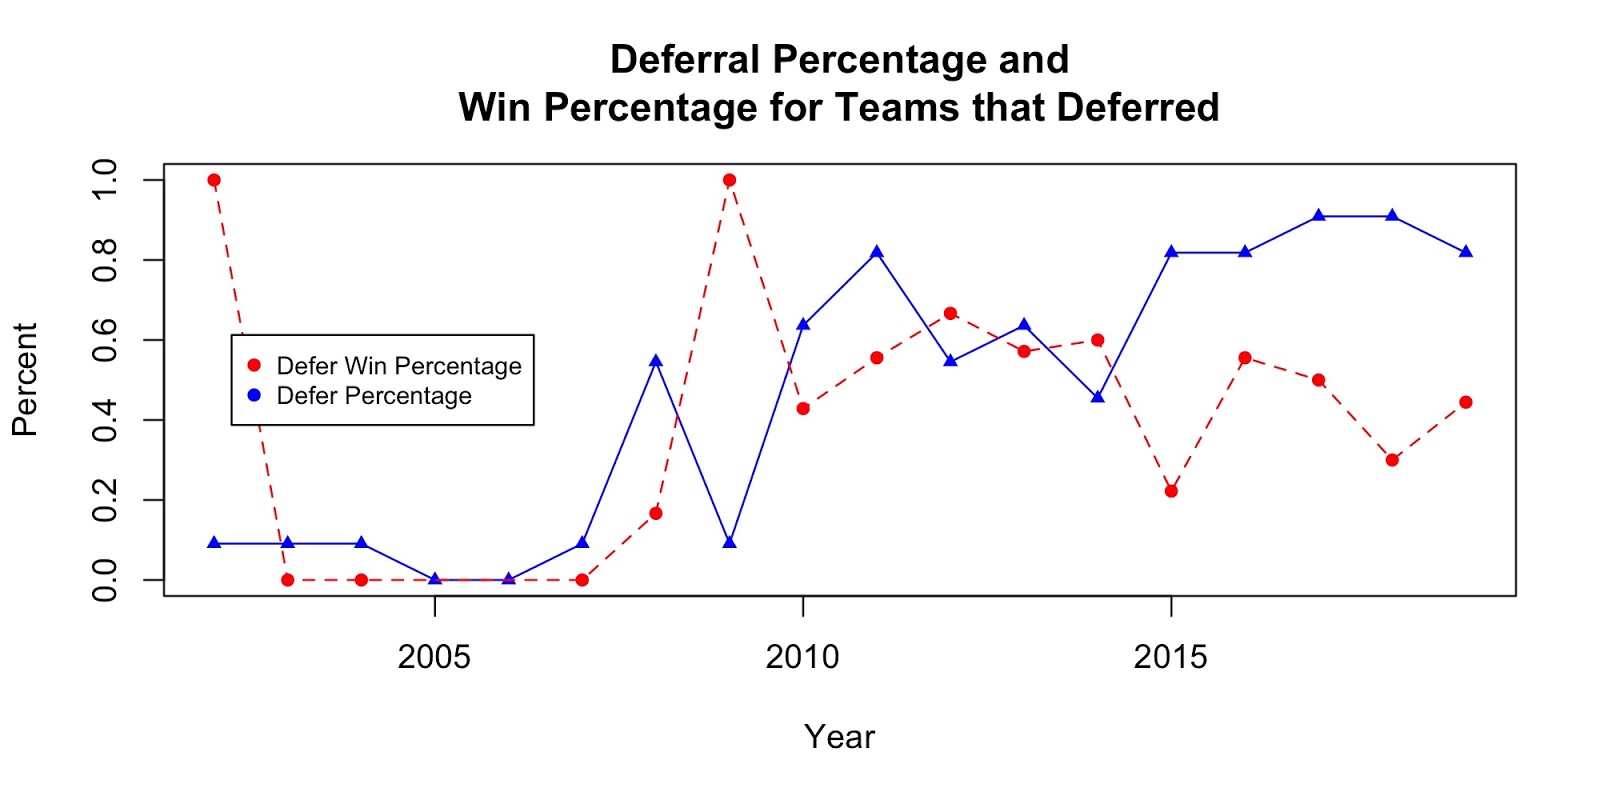 Deferral Percentage and
Win Percentage for Teams that Deferred
1.0
0.8
0.6
0.4
0.2
0.0
Percent
Defer Win Percentage
Defer Percentage
2005 2010 2015
Year